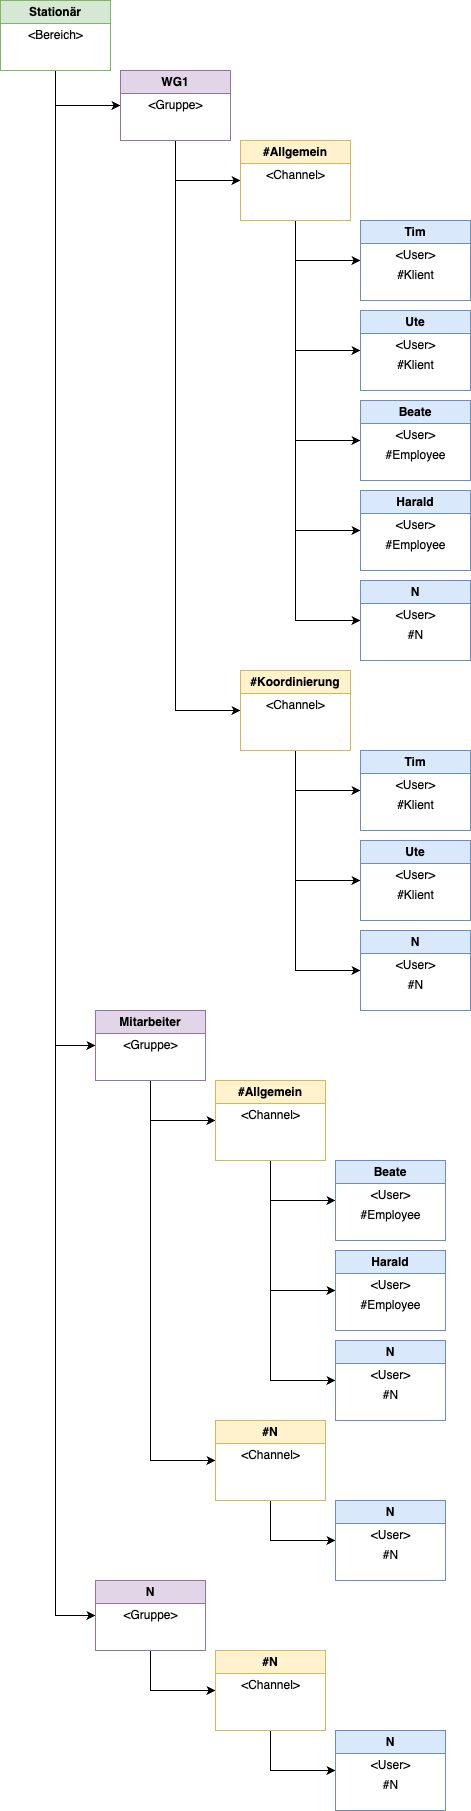 Stationär
<Bereich>
WG1
<Gruppe>
#Allgemein
<Channel>
Tim
<User>
#Klient
Ute
<User>
#Klient
Beate
<User>
#Employee
Harald
<User>
#Employee
N
<User>
#N
#Koordinierung
<Channel>
Tim
<User>
#Klient
Ute
<User>
#Klient
N
<User>
#N
Mitarbeiter
<Gruppe>
#Allgemein
<Channel>
Beate
<User>
#Employee
Harald
<User>
#Employee
N
<User>
#N
#N
<Channel>
N
<User>
#N
N
<Gruppe>
#N
<Channel>
N
<User>
#N